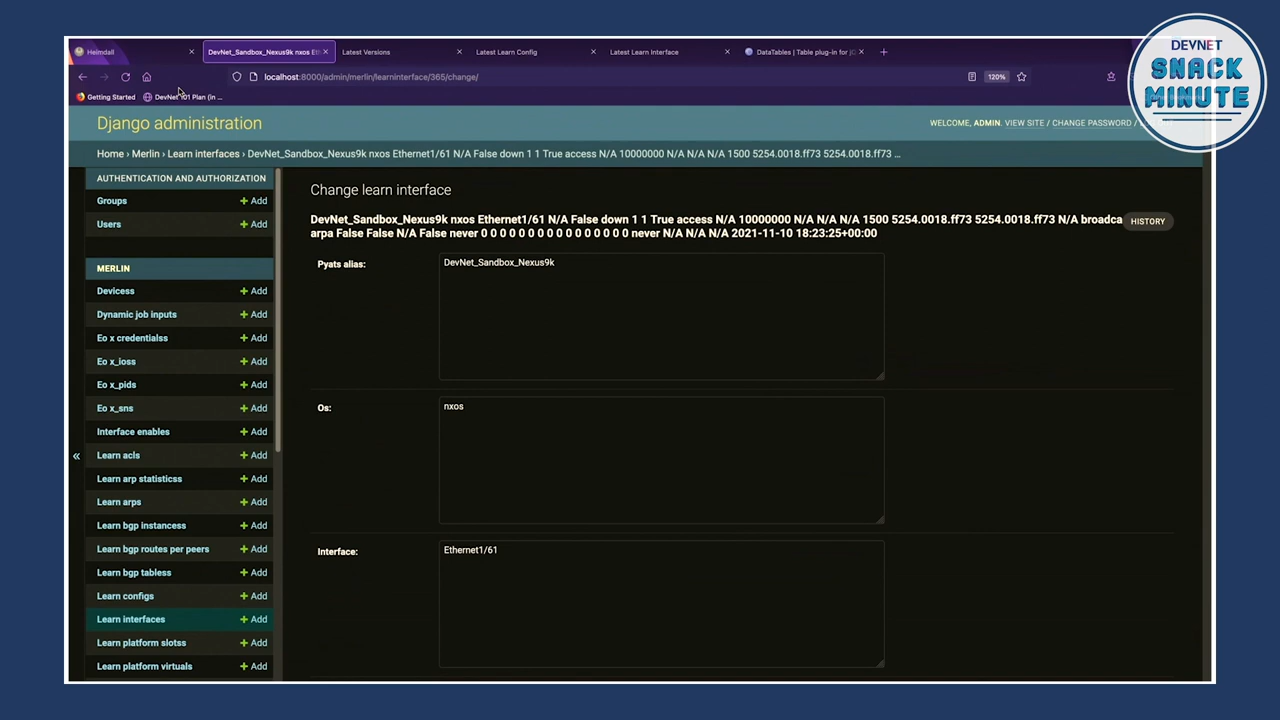 Heimdall
DevNet_Sandbox_Nexus9k nxos Et
Latest Versions
Latest Learn Config
Latest Learn Interface
DataTables | Table plug-in for jQ
DEVNET
SNACK
MINUTE
localhost:8000/admin/merlin/learninterface/365/change/
120%
Getting Started
DevNet 101 Plan (in ...
Django administration
WELCOME, ADMIN. VIEW SITE / CHANGE PASSWORD /
Home › Merlin › Learn interfaces › DevNet_Sandbox_Nexus9k nxos Ethernet1/61 N/A False down 1 1 True access N/A 10000000 N/A N/A N/A 1500 5254.0018.ff73 5254.0018.ff73 …
AUTHENTICATION AND AUTHORIZATION
Groups + Add
Users + Add
MERLIN
Devicess + Add
Dynamic job inputs + Add
Eo x credentialss + Add
Eo x_ioss + Add
Eo x_pids + Add
Eo x_sns + Add
Interface enables + Add
Learn acls + Add
Learn arp statisticss + Add
Learn arps + Add
Learn bgp instancess + Add
Learn bgp routes per peers + Add
Learn bgp tabless + Add
Learn configs + Add
Learn interfaces + Add
Learn platform slotss + Add
Learn platform virtuals + Add
«
Change learn interface
DevNet_Sandbox_Nexus9k nxos Ethernet1/61 N/A False down 1 1 True access N/A 10000000 N/A N/A N/A 1500 5254.0018.ff73 5254.0018.ff73 N/A broadca
arpa False False N/A False never 0 0 0 0 0 0 0 0 0 0 0 0 0 0 0 never N/A N/A N/A 2021-11-10 18:23:25+00:00
HISTORY
Pyats alias:
DevNet_Sandbox_Nexus9k
Os:
nxos
Interface:
Ethernet1/61